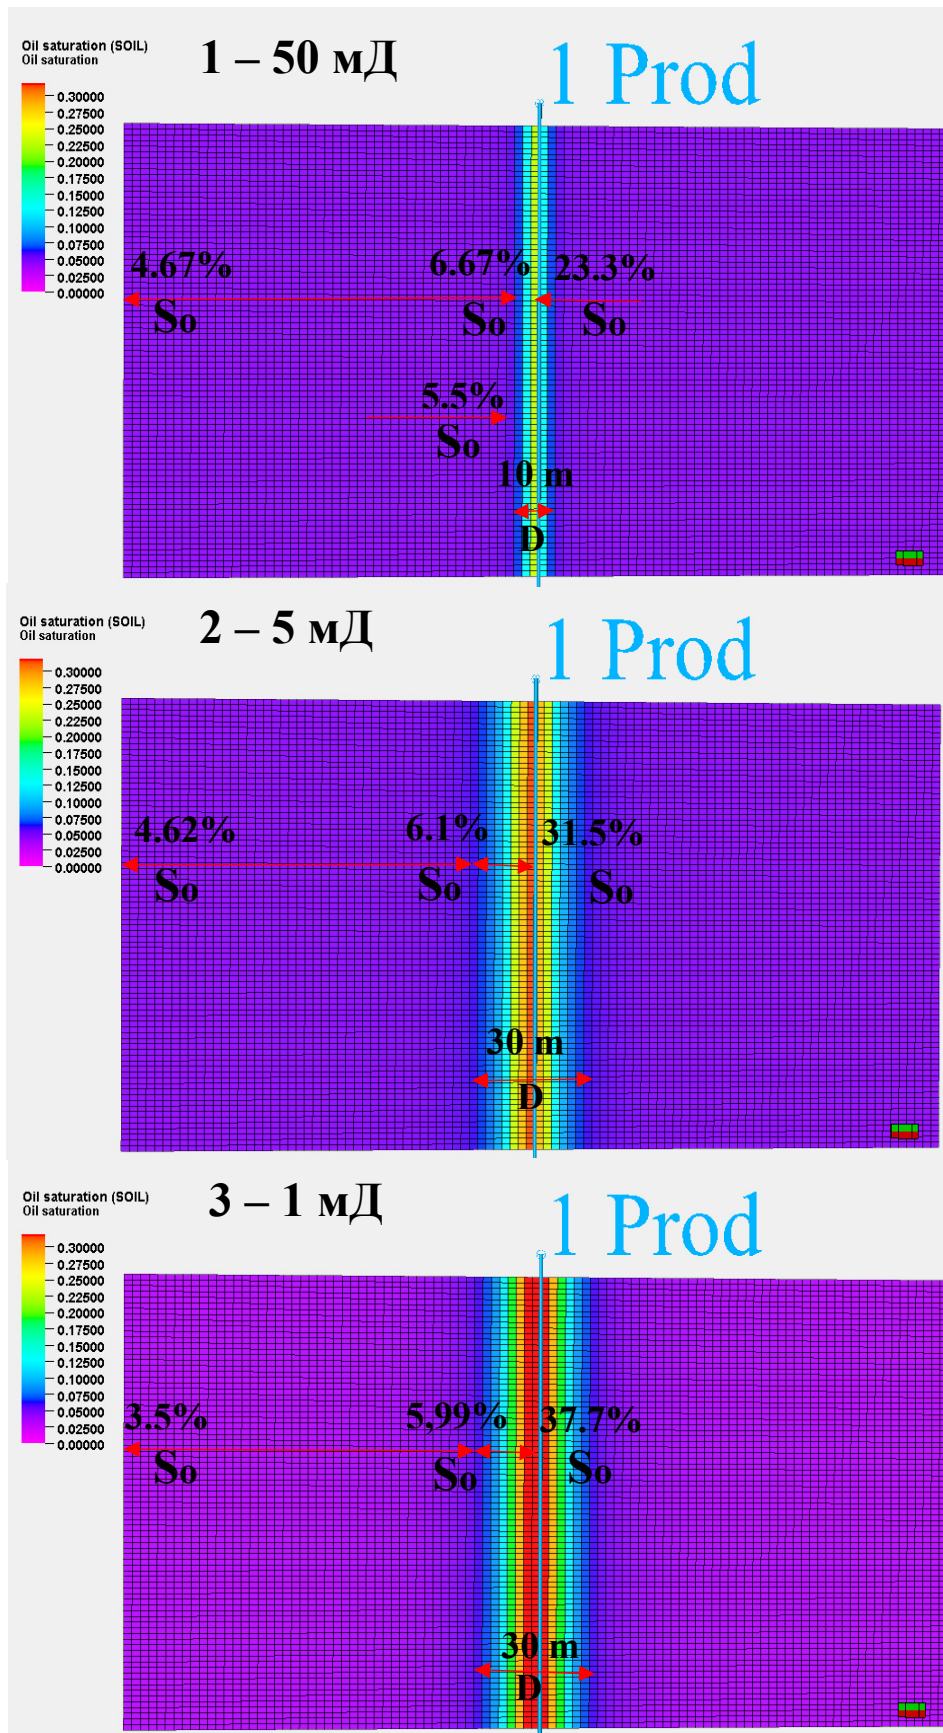 Oil saturation (SOIL)
Oil saturation
1 – 50 мД
1 Prod
0.30000
0.27500
0.25000
0.22500
0.20000
0.17500
0.15000
0.12500
0.10000
0.07500
0.05000
0.02500
0.00000
4.67%
6.67%
23.3%
So
So
So
5.5%
So
10 m
D
Oil saturation (SOIL)
Oil saturation
2 – 5 мД
1 Prod
0.30000
0.27500
0.25000
0.22500
0.20000
0.17500
0.15000
0.12500
0.10000
0.07500
0.05000
0.02500
0.00000
4.62%
6.1%
31.5%
So
So
So
30 m
D
Oil saturation (SOIL)
Oil saturation
3 – 1 мД
1 Prod
0.30000
0.27500
0.25000
0.22500
0.20000
0.17500
0.15000
0.12500
0.10000
0.07500
0.05000
0.02500
0.00000
3.5%
5,99%
37.7%
So
So
So
30 m
D